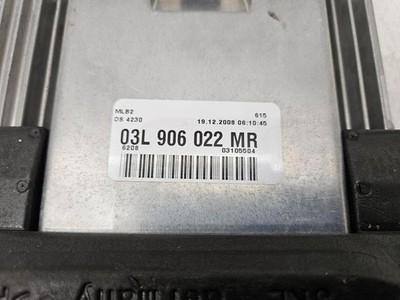 MLB2 615
DS 4230 19.12.2008 06:10:45
03L 906 022 MR
6208 03105504